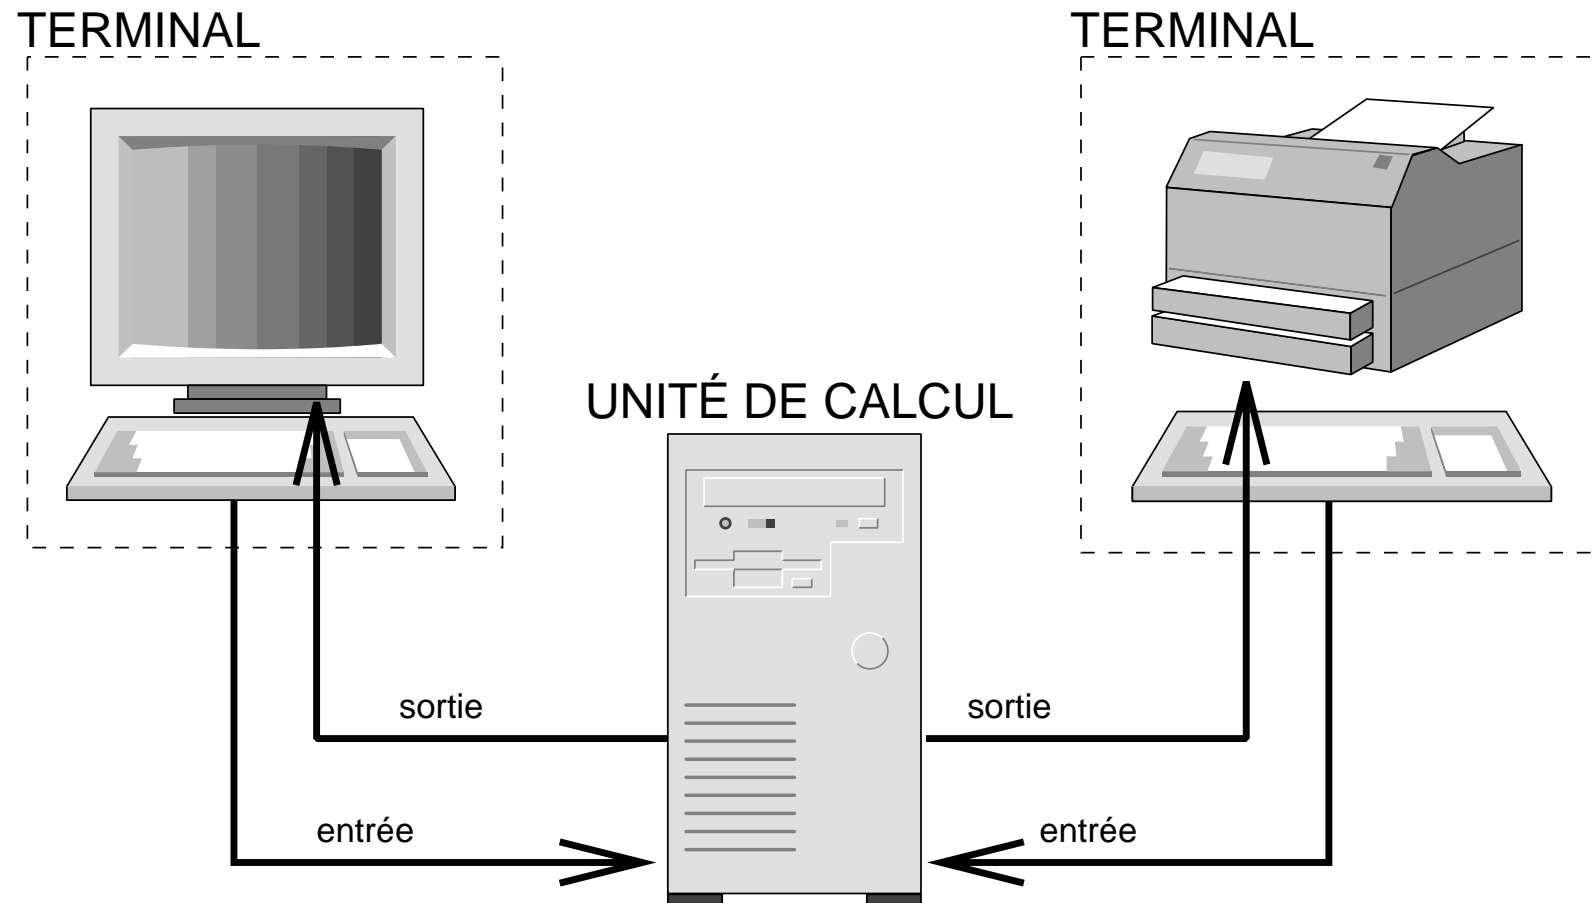 TERMINAL
TERMINAL
UNITÉ DE CALCUL
sortie
sortie
entrée
entrée